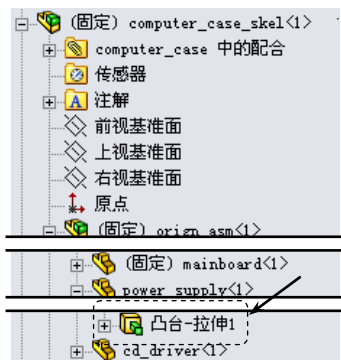 (固定) computer_case_skel<1>
computer_case 中的配合
传感器
注解
前视基准面
上视基准面
右视基准面
原点
(固定) orign_asm<1>
(固定) mainboard<1>
power_supply<1>
凸台-拉伸1
cd_driver<1>